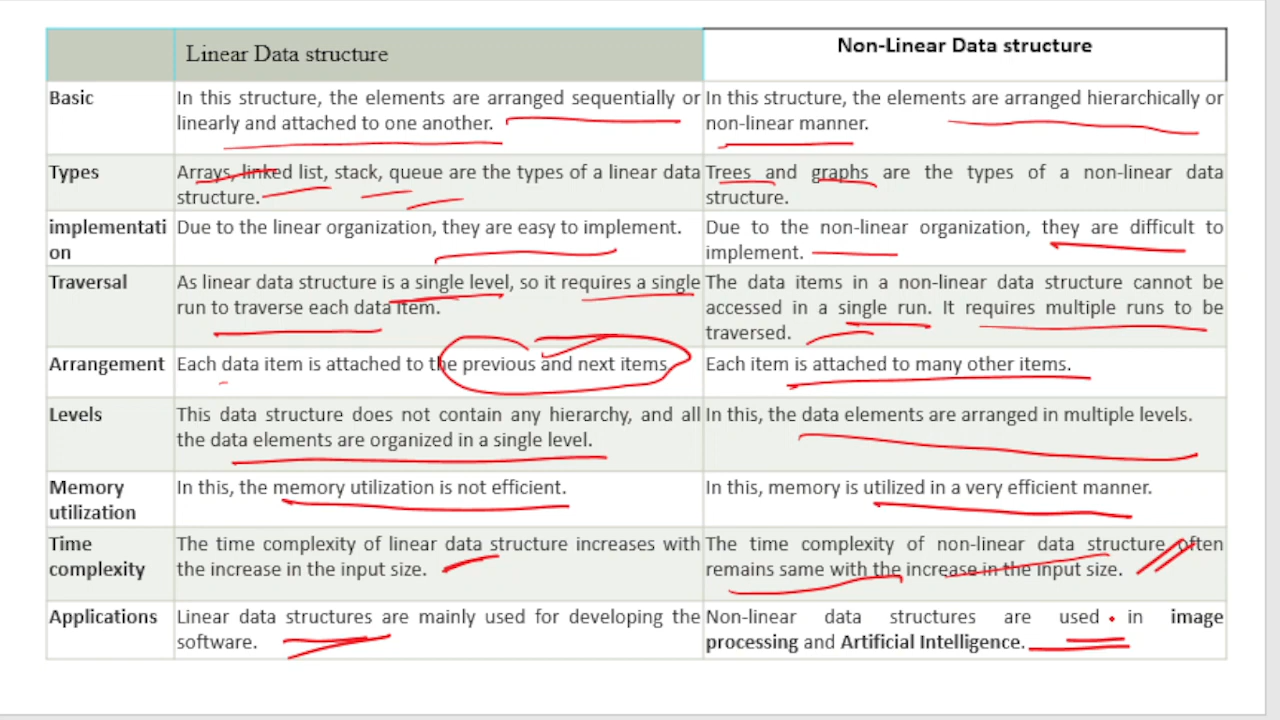 Linear Data structure
Non-Linear Data structure
Basic
In this structure, the elements are arranged sequentially or
linearly and attached to one another.
In this structure, the elements are arranged hierarchically or
non-linear manner.
Types
Arrays, linked list, stack, queue are the types of a linear data
structure.
Trees and graphs are the types of a non-linear data
structure.
implementati
on
Due to the linear organization, they are easy to implement.
Due to the non-linear organization, they are difficult to
implement.
Traversal
As linear data structure is a single level, so it requires a single
run to traverse each data item.
The data items in a non-linear data structure cannot be
accessed in a single run. It requires multiple runs to be
traversed.
Arrangement
Each data item is attached to the previous and next items.
Each item is attached to many other items.
Levels
This data structure does not contain any hierarchy, and all
the data elements are organized in a single level.
In this, the data elements are arranged in multiple levels.
Memory
utilization
In this, the memory utilization is not efficient.
In this, memory is utilized in a very efficient manner.
Time
complexity
The time complexity of linear data structure increases with
the increase in the input size.
The time complexity of non-linear data structure often
remains same with the increase in the input size.
Applications
Linear data structures are mainly used for developing the
software.
Non-linear data structures are used in image
processing and Artificial Intelligence.